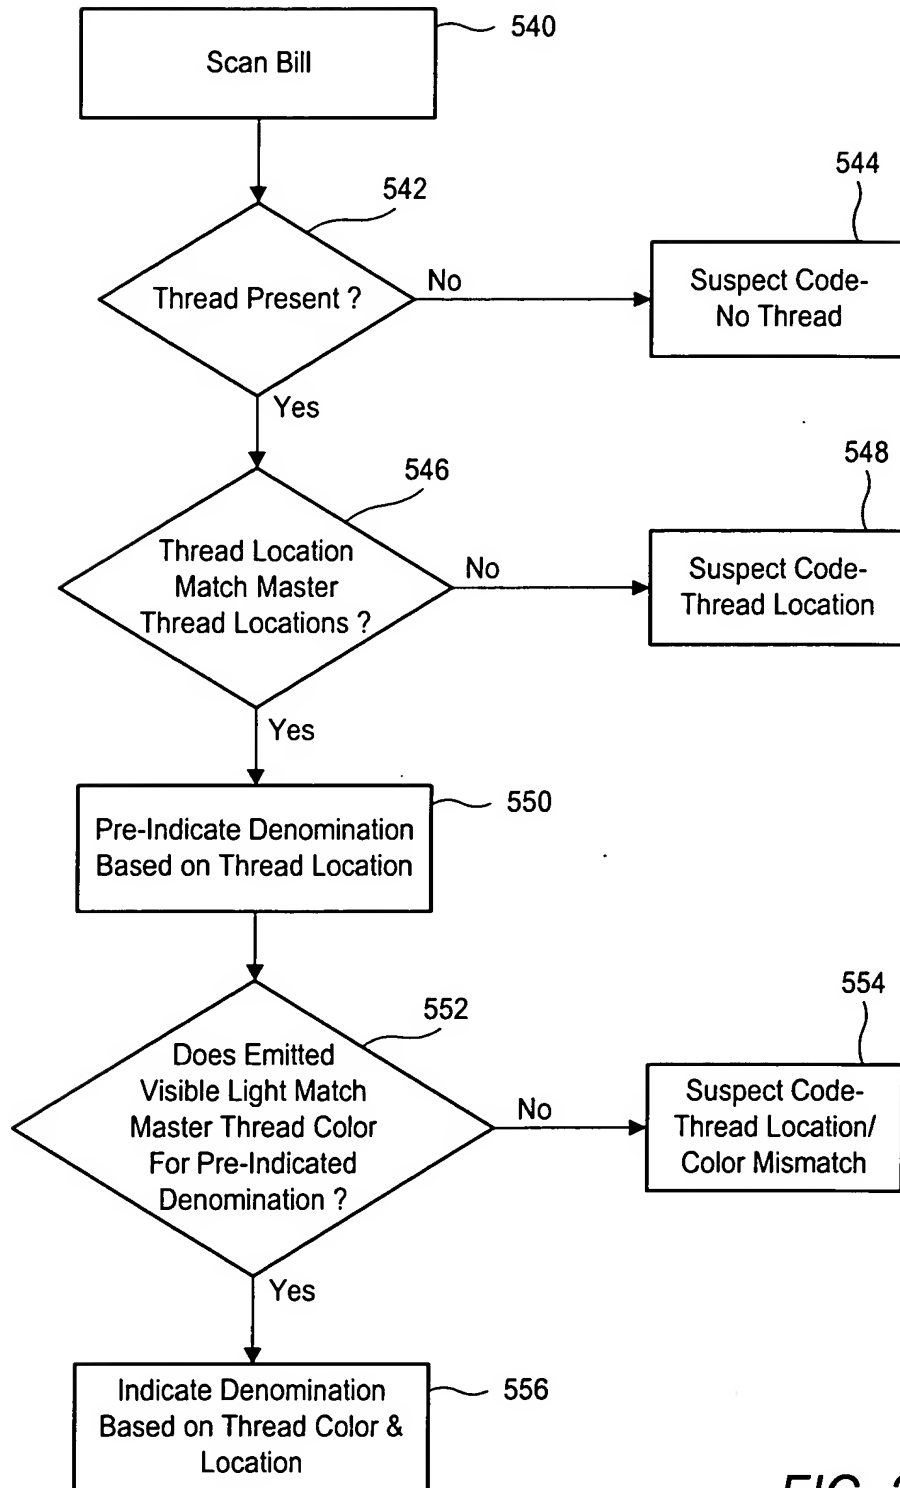 540
Scan Bill
544
542
Thread Present ?
No
Suspect Code-
No Thread
Yes
548
546
Thread Location
Match Master
Thread Locations ?
No
Suspect Code-
Thread Location
Yes
550
Pre-Indicate Denomination
Based on Thread Location
554
552
Does Emitted
Visible Light Match
Master Thread Color
For Pre-Indicated
Denomination ?
No
Suspect Code-
Thread Location/
Color Mismatch
Yes
556
Indicate Denomination
Based on Thread Color &
Location
FIG.